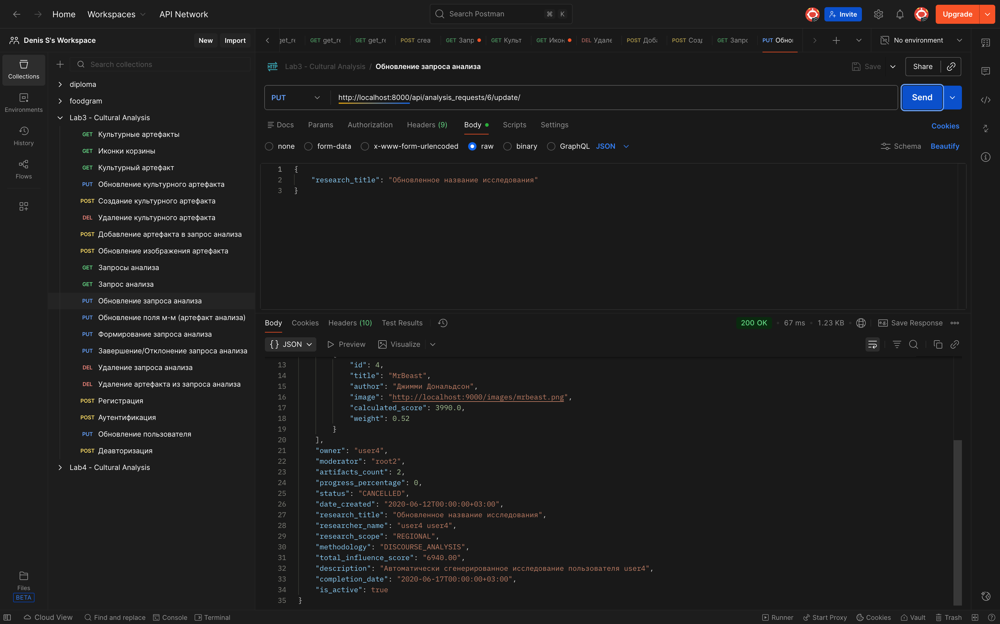 Home Workspaces API Network Search Postman ⌘ K Invite Upgrade
Denis S's Workspace New Import GET get_re GET get_re POST crea GET Запр GET Культ GET Икон DEL Удале POST Доба POST Созд GET Запрс PUT Обно No environment
Collections
Environments
History
Flows
Files
BETA
Search collections
diploma
foodgram
Lab3 - Cultural Analysis
GET Культурные артефакты
GET Иконки корзины
GET Культурный артефакт
PUT Обновление культурного артефакта
POST Создание культурного артефакта
DEL Удаление культурного артефакта
POST Добавление артефакта в запрос анализа
POST Обновление изображения артефакта
GET Запросы анализа
GET Запрос анализа
PUT Обновление запроса анализа
PUT Обновление поля м-м (артефакт анализа)
PUT Формирование запроса анализа
PUT Завершение/Отклонение запроса анализа
DEL Удаление запроса анализа
DEL Удаление артефакта из запроса анализа
POST Регистрация
POST Аутентификация
PUT Обновление пользователя
POST Деавторизация
Lab4 - Cultural Analysis
HTTP Lab3 - Cultural Analysis / Обновление запроса анализа Save Share
PUT http://localhost:8000/api/analysis_requests/6/update/ Send
Docs Params Authorization Headers (9) Body Scripts Settings Cookies
none form-data x-www-form-urlencoded raw binary GraphQL JSON Schema Beautify
1 {
2 "research_title": "Обновленное название исследования"
3 }
Body Cookies Headers (10) Test Results 200 OK • 67 ms • 1.23 KB e.g. Save Response
{} JSON Preview Visualize
13 "id": 4,
14 "title": "MrBeast",
15 "author": "Джимми Дональдсон",
16 "image": "http://localhost:9000/images/mrbeast.png",
17 "calculated_score": 3990.0,
18 "weight": 0.52
19 }
20 ],
21 "owner": "user4",
22 "moderator": "root2",
23 "artifacts_count": 2,
24 "progress_percentage": 0,
25 "status": "CANCELLED",
26 "date_created": "2020-06-12T00:00:00+03:00",
27 "research_title": "Обновленное название исследования",
28 "researcher_name": "user4 user4",
29 "research_scope": "REGIONAL",
30 "methodology": "DISCOURSE_ANALYSIS",
31 "total_influence_score": "6940.00",
32 "description": "Автоматически сгенерированное исследование пользователя user4",
33 "completion_date": "2020-06-17T00:00:00+03:00",
34 "is_active": true
35 }
Cloud View Find and replace Console Terminal Runner Start Proxy Cookies Vault Trash